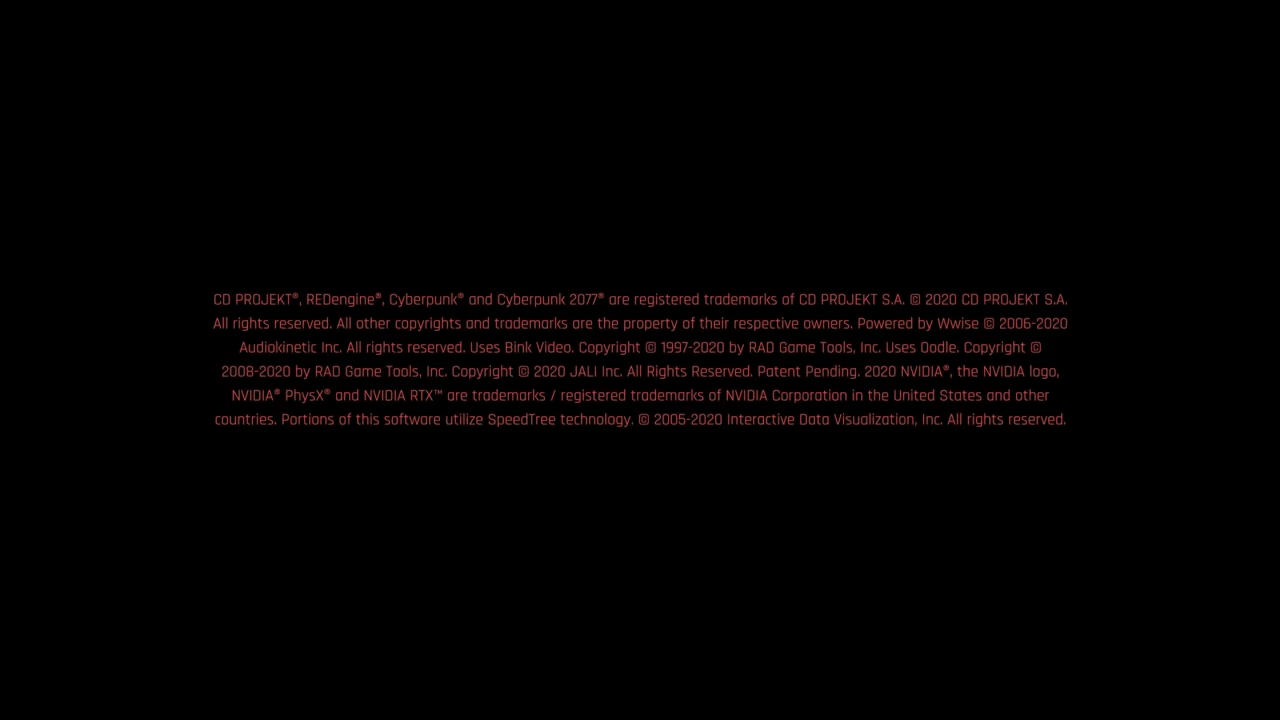 CD PROJEKT®, REDengine®, Cyberpunk® and Cyberpunk 2077® are registered trademarks of CD PROJEKT S.A. © 2020 CD PROJEKT S.A.
All rights reserved. All other copyrights and trademarks are the property of their respective owners. Powered by Wwise © 2006-2020
Audiokinetic Inc. All rights reserved. Uses Bink Video. Copyright © 1997-2020 by RAD Game Tools, Inc. Uses Oodle. Copyright ©
2008-2020 by RAD Game Tools, Inc. Copyright © 2020 JALI Inc. All Rights Reserved. Patent Pending. 2020 NVIDIA®, the NVIDIA logo,
NVIDIA® PhysX® and NVIDIA RTX™ are trademarks / registered trademarks of NVIDIA Corporation in the United States and other
countries. Portions of this software utilize SpeedTree technology. © 2005-2020 Interactive Data Visualization, Inc. All rights reserved.